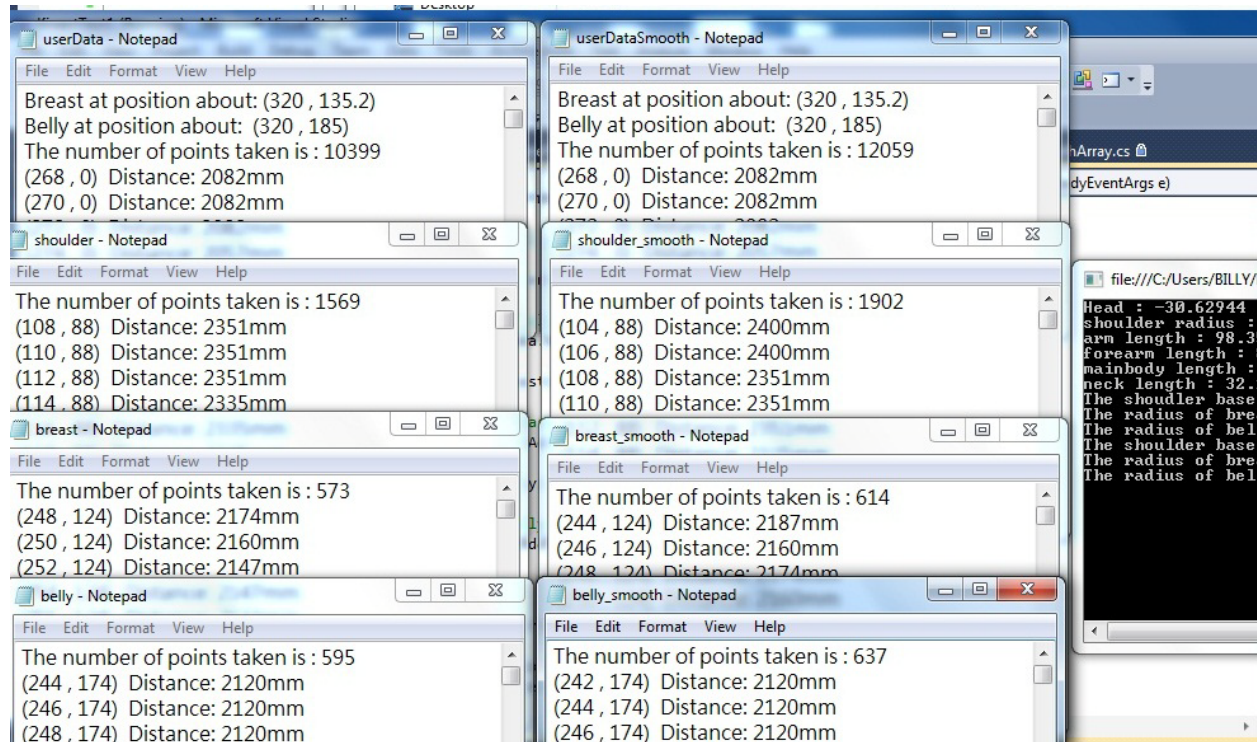 Desktop
userData - Notepad
File Edit Format View Help
Breast at position about: (320 , 135.2)
Belly at position about: (320 , 185)
The number of points taken is : 10399
(268 , 0) Distance: 2082mm
(270 , 0) Distance: 2082mm
userDataSmooth - Notepad
File Edit Format View Help
Breast at position about: (320 , 135.2)
Belly at position about: (320 , 185)
The number of points taken is : 12059
(268 , 0) Distance: 2082mm
(270 , 0) Distance: 2082mm
shoulder - Notepad
File Edit Format View Help
The number of points taken is : 1569
(108 , 88) Distance: 2351mm
(110 , 88) Distance: 2351mm
(112 , 88) Distance: 2351mm
(114 , 88) Distance: 2335mm
shoulder_smooth - Notepad
File Edit Format View Help
The number of points taken is : 1902
(104 , 88) Distance: 2400mm
(106 , 88) Distance: 2400mm
(108 , 88) Distance: 2351mm
(110 , 88) Distance: 2351mm
breast - Notepad
File Edit Format View Help
The number of points taken is : 573
(248 , 124) Distance: 2174mm
(250 , 124) Distance: 2160mm
(252 , 124) Distance: 2147mm
breast_smooth - Notepad
File Edit Format View Help
The number of points taken is : 614
(244 , 124) Distance: 2187mm
(246 , 124) Distance: 2160mm
(248 , 124) Distance: 2174mm
belly - Notepad
File Edit Format View Help
The number of points taken is : 595
(244 , 174) Distance: 2120mm
(246 , 174) Distance: 2120mm
(248 , 174) Distance: 2120mm
belly_smooth - Notepad
File Edit Format View Help
The number of points taken is : 637
(242 , 174) Distance: 2120mm
(244 , 174) Distance: 2120mm
(246 , 174) Distance: 2120mm
nArray.cs
dyEventArgs e)
file:///C:/Users/BILLY/
Head : -30.62944
shoulder radius :
arm length : 98.3
forearm length :
mainbody length :
neck length : 32.
The shoudler base
The radius of bre
The radius of bel
The shoulder base
The radius of bre
The radius of bel